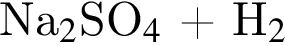 Na₂SO₄ + H₂